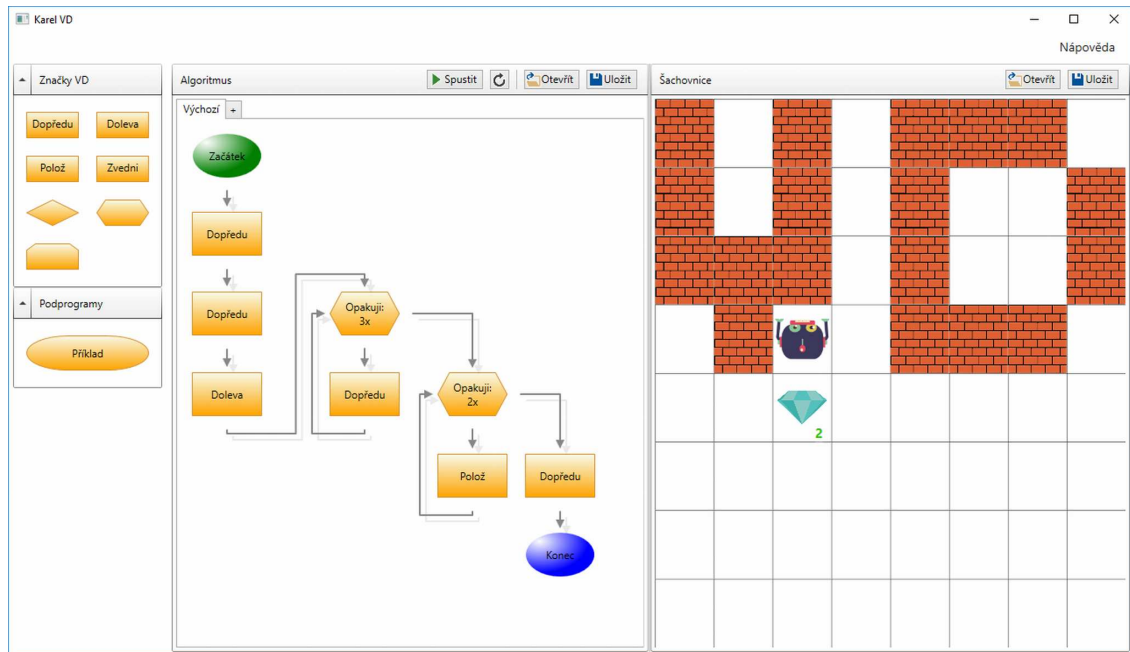 Karel VD
Nápověda
Značky VD
Dopředu
Doleva
Polož
Zvedni
Podprogramy
Příklad
Algoritmus
Spustit
Otevřít
Uložit
Výchozí
+
Začátek
Dopředu
Dopředu
Doleva
Opakuji:
3x
Dopředu
Opakuji:
2x
Polož
Dopředu
Konec
Šachovnice
Otevřít
Uložit
2